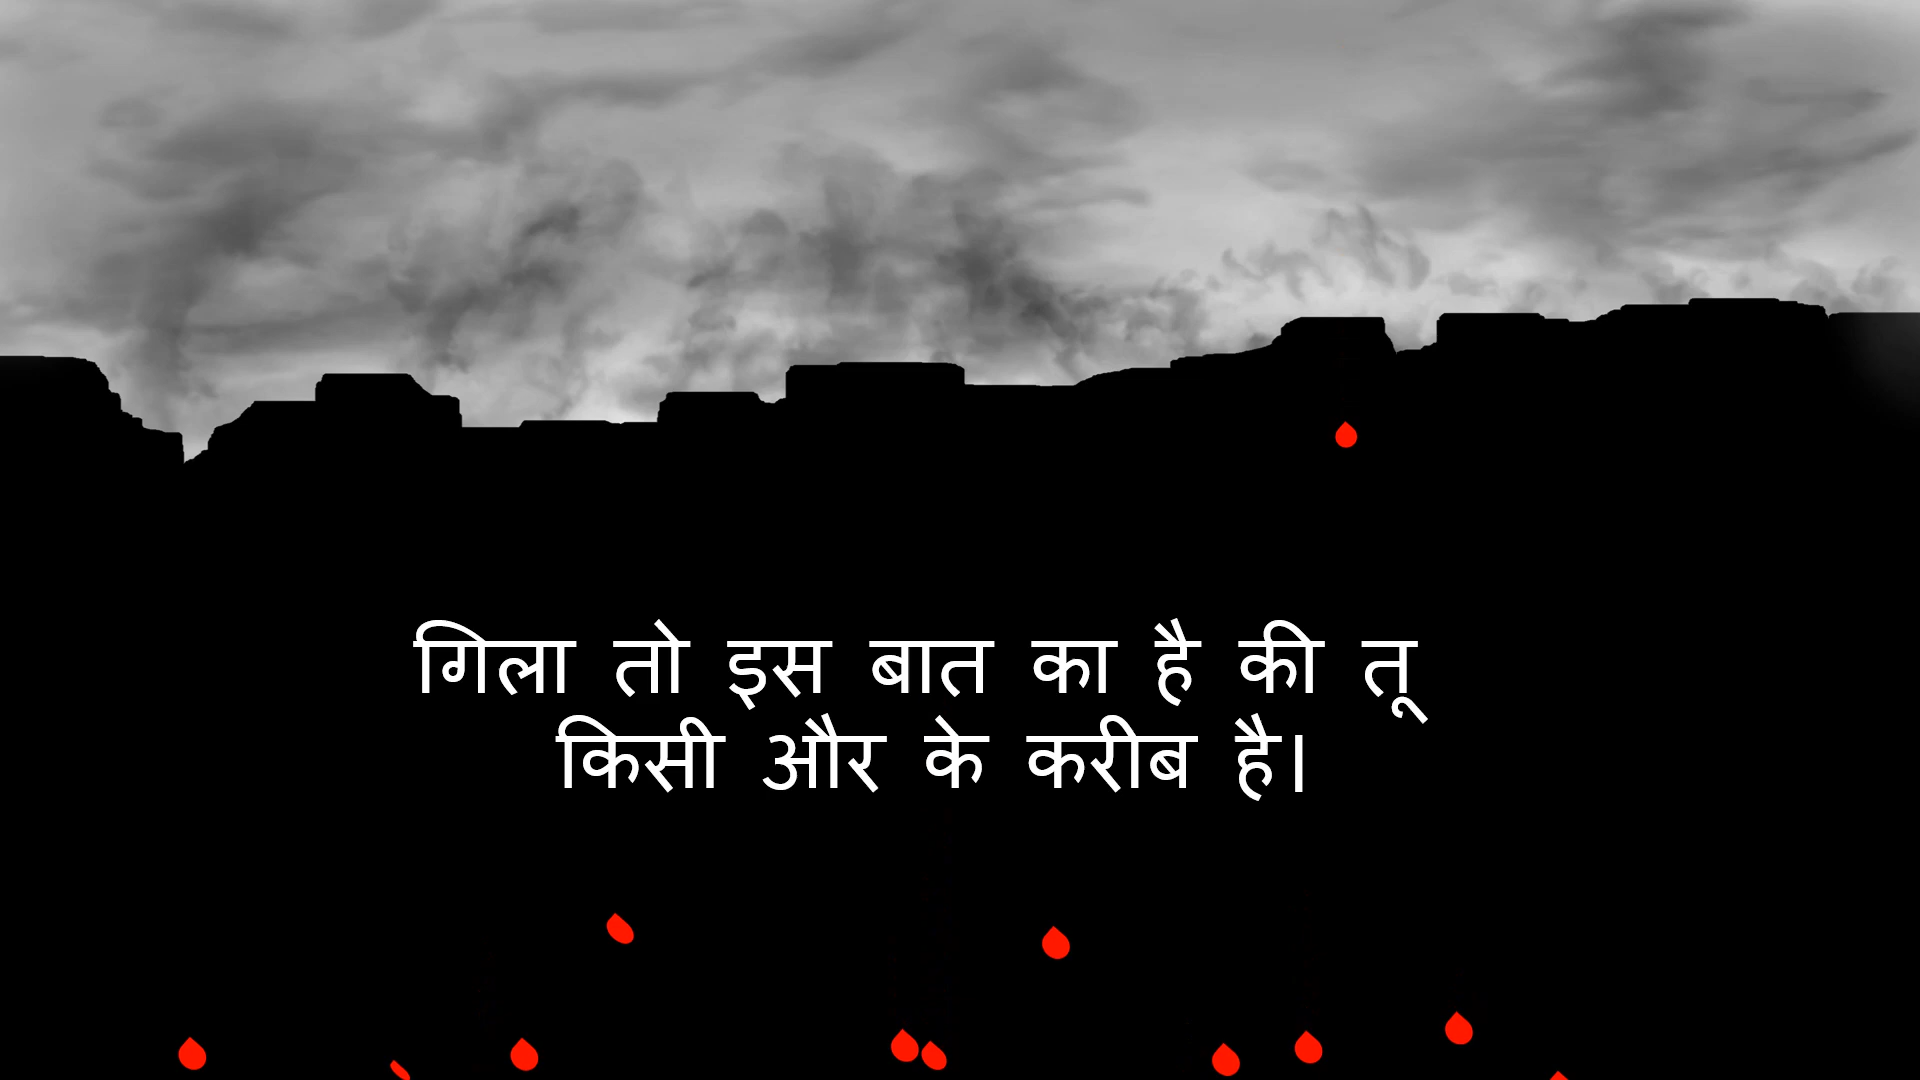 गिला तो इस बात का है की तू
किसी और के करीब है।